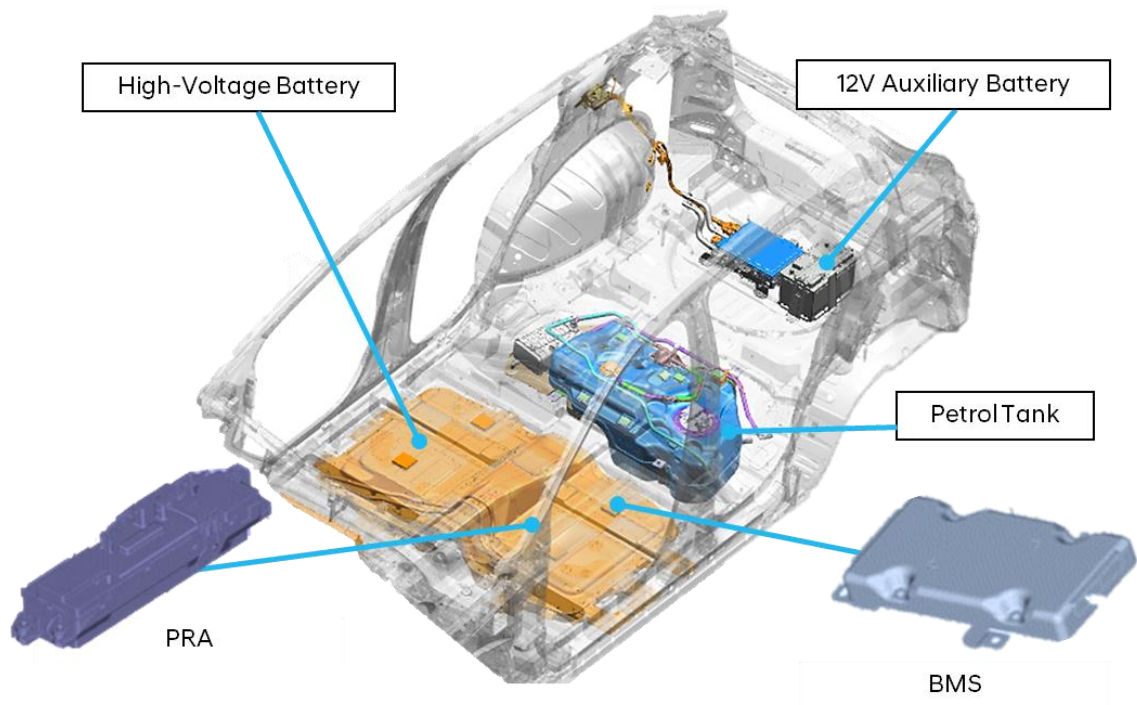 High-Voltage Battery
12V Auxiliary Battery
Petrol Tank
PRA
BMS